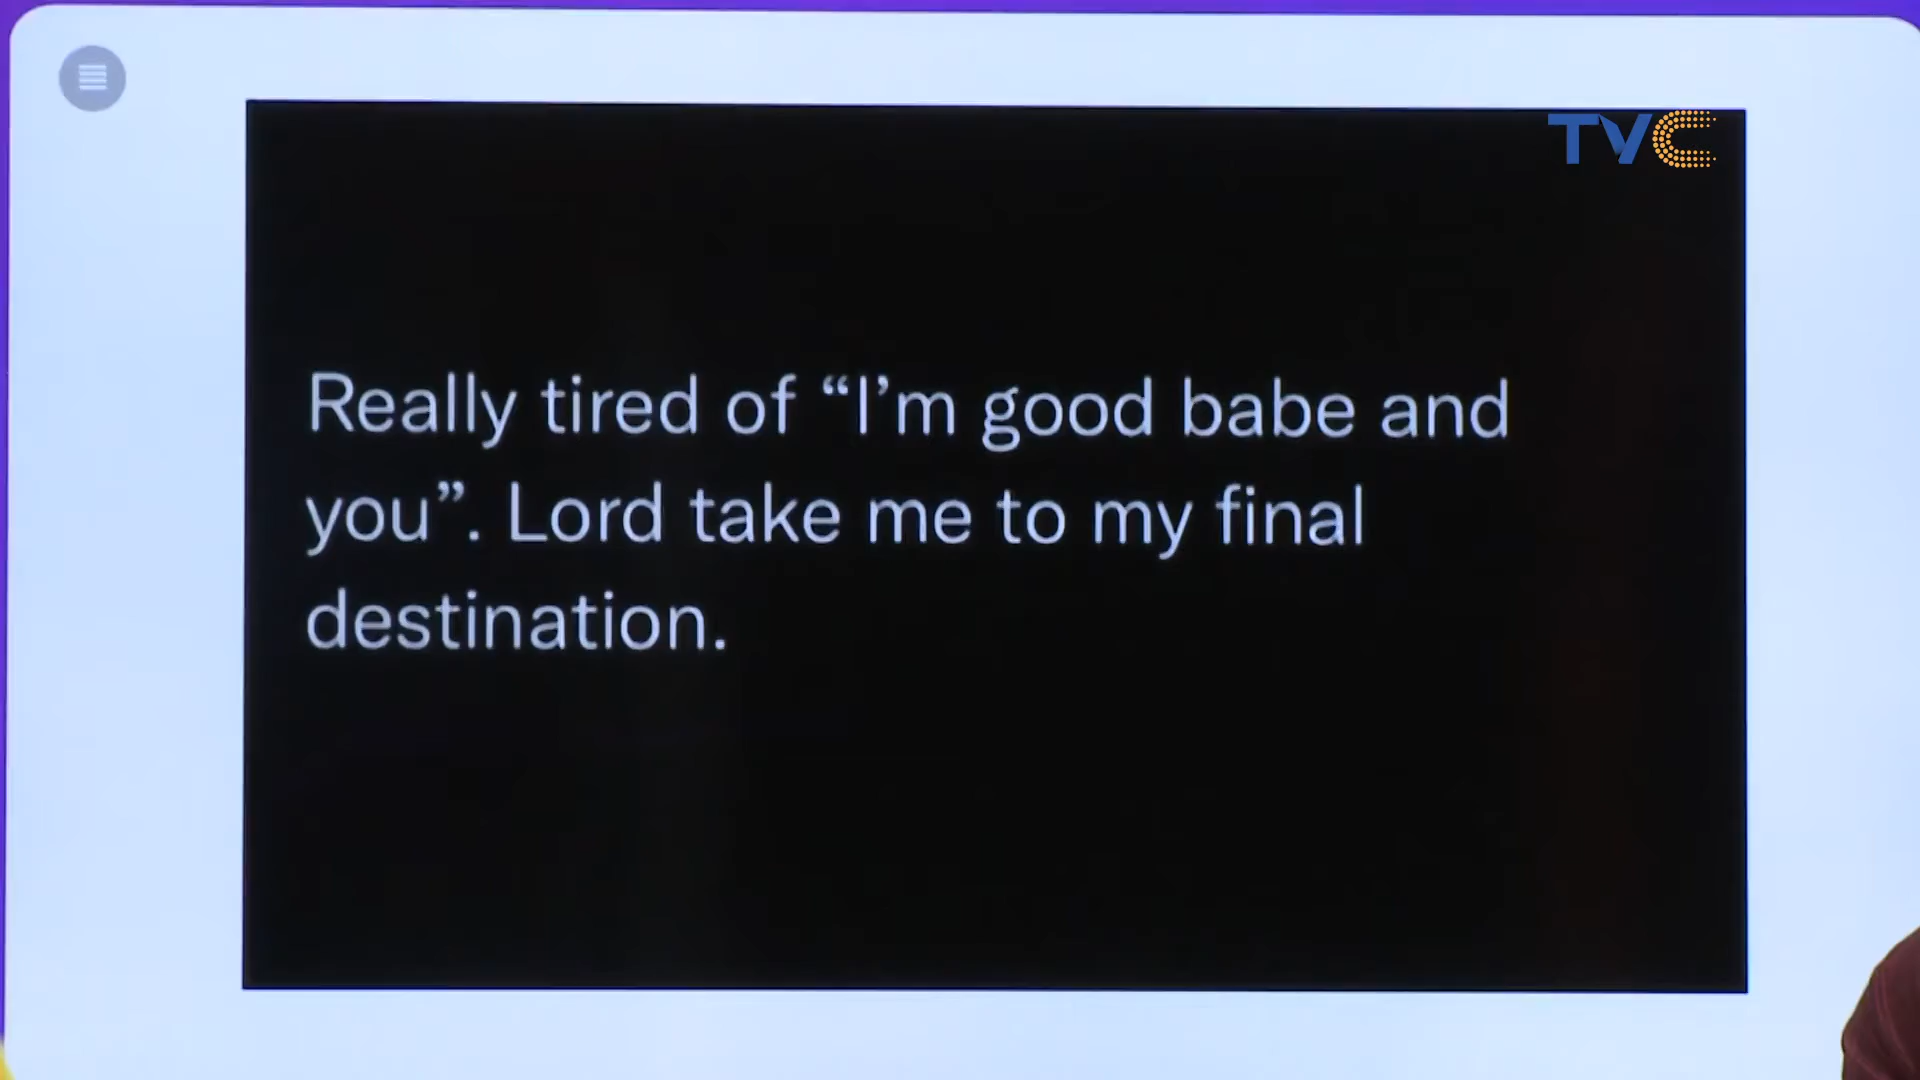 TVC
Really tired of “I’m good babe and
you”. Lord take me to my final
destination.